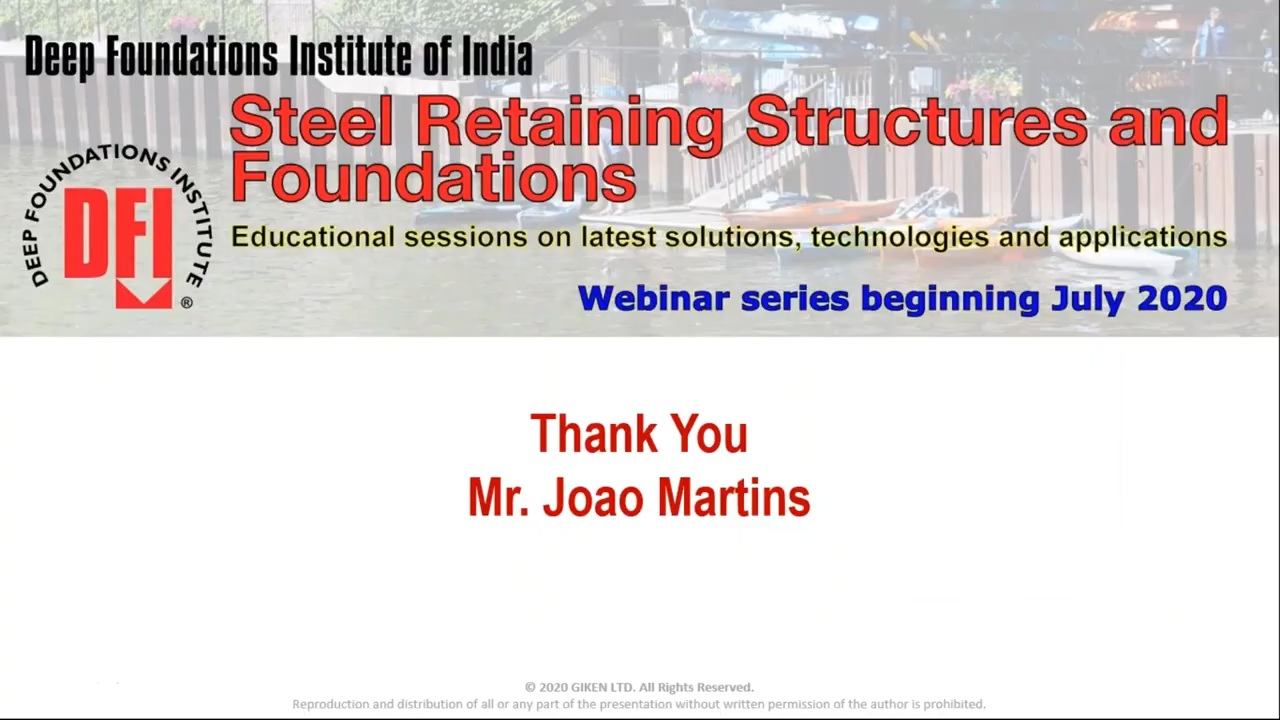 Deep Foundations Institute of India
Steel Retaining Structures and
Foundations
DEEP FOUNDATIONS INSTITUTE
DFI
®
Educational sessions on latest solutions, technologies and applications
Webinar series beginning July 2020
Thank You
Mr. Joao Martins
© 2020 GIKEN LTD. All Rights Reserved.
Reproduction and distribution of all or any part of the presentation without written permission of the author is prohibited.